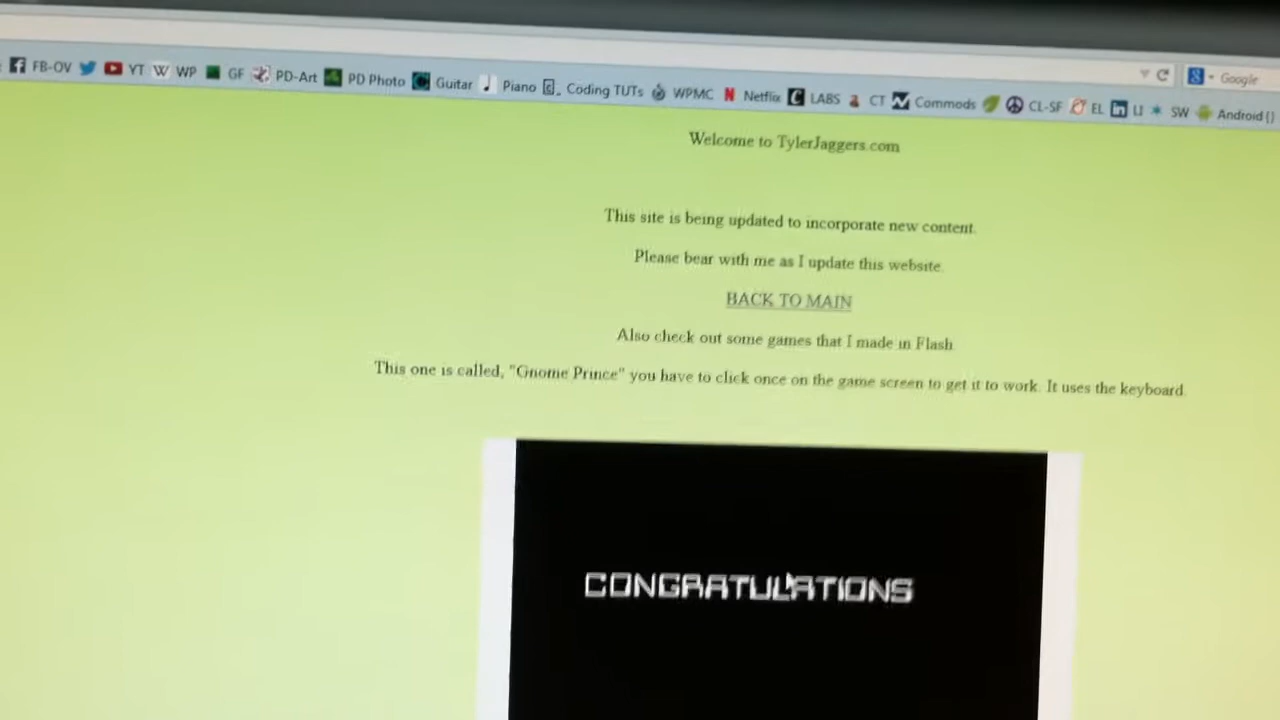 FB-OV YT W WP GF PD-Art PD Photo Guitar Piano Coding TUTs WPMC N Netflix C LABS CT Commods CL-SF EL in LI SW Android {} 8 Google
Welcome to TylerJaggers.com
This site is being updated to incorporate new content.
Please bear with me as I update this website.
BACK TO MAIN
Also check out some games that I made in Flash
This one is called, "Gnome Prince" you have to click once on the game screen to get it to work. It uses the keyboard.
CONGRATULATIONS